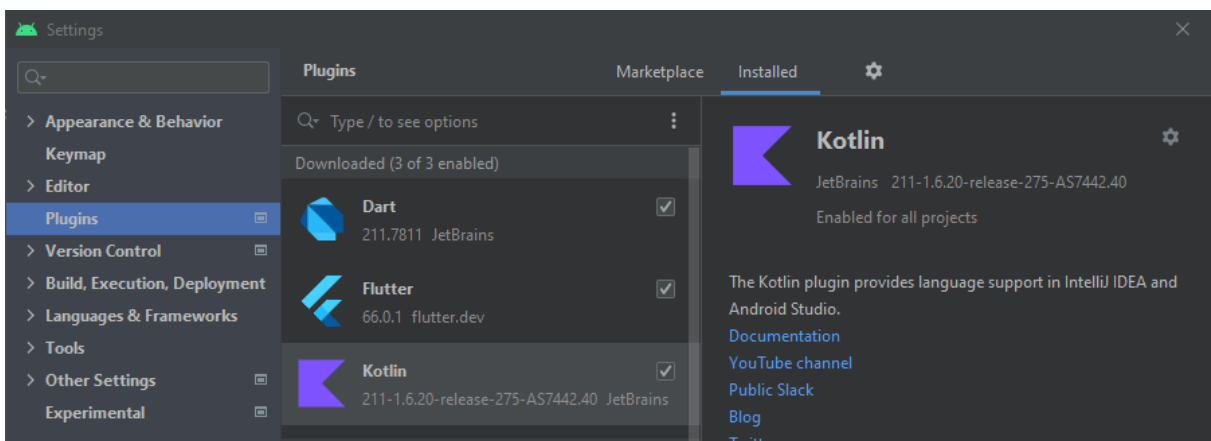 Settings
Plugins
Marketplace
Installed
Appearance & Behavior
Keymap
Editor
Plugins
Version Control
Build, Execution, Deployment
Languages & Frameworks
Tools
Other Settings
Experimental
Type / to see options
Downloaded (3 of 3 enabled)
Dart
211.7811 JetBrains
Flutter
66.0.1 flutter.dev
Kotlin
211-1.6.20-release-275-AS7442.40 JetBrains
Kotlin
JetBrains 211-1.6.20-release-275-AS7442.40
Enabled for all projects
The Kotlin plugin provides language support in IntelliJ IDEA and
Android Studio.
Documentation
YouTube channel
Public Slack
Blog